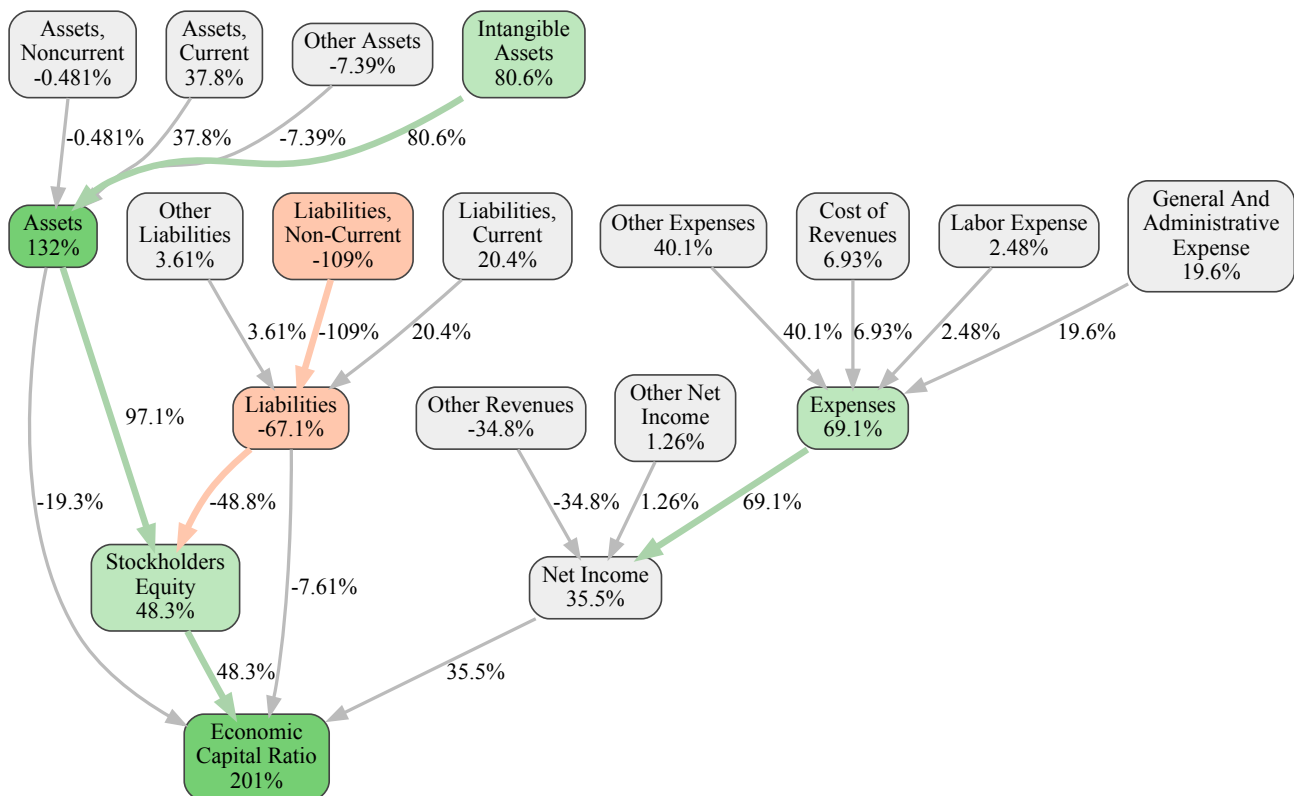 Assets,
Noncurrent
-0.481%
Assets,
Current
37.8%
Other Assets
-7.39%
Intangible
Assets
80.6%
-0.481%
37.8%
-7.39%
80.6%
Assets
132%
Other
Liabilities
3.61%
Liabilities,
Non-Current
-109%
Liabilities,
Current
20.4%
Other Expenses
40.1%
Cost of
Revenues
6.93%
Labor Expense
2.48%
General And
Administrative
Expense
19.6%
3.61%
-109%
20.4%
40.1%
6.93%
2.48%
19.6%
97.1%
Liabilities
-67.1%
Other Revenues
-34.8%
Other Net
Income
1.26%
Expenses
69.1%
-19.3%
-48.8%
-34.8%
1.26%
69.1%
Stockholders
Equity
48.3%
-7.61%
Net Income
35.5%
48.3%
35.5%
Economic
Capital Ratio
201%